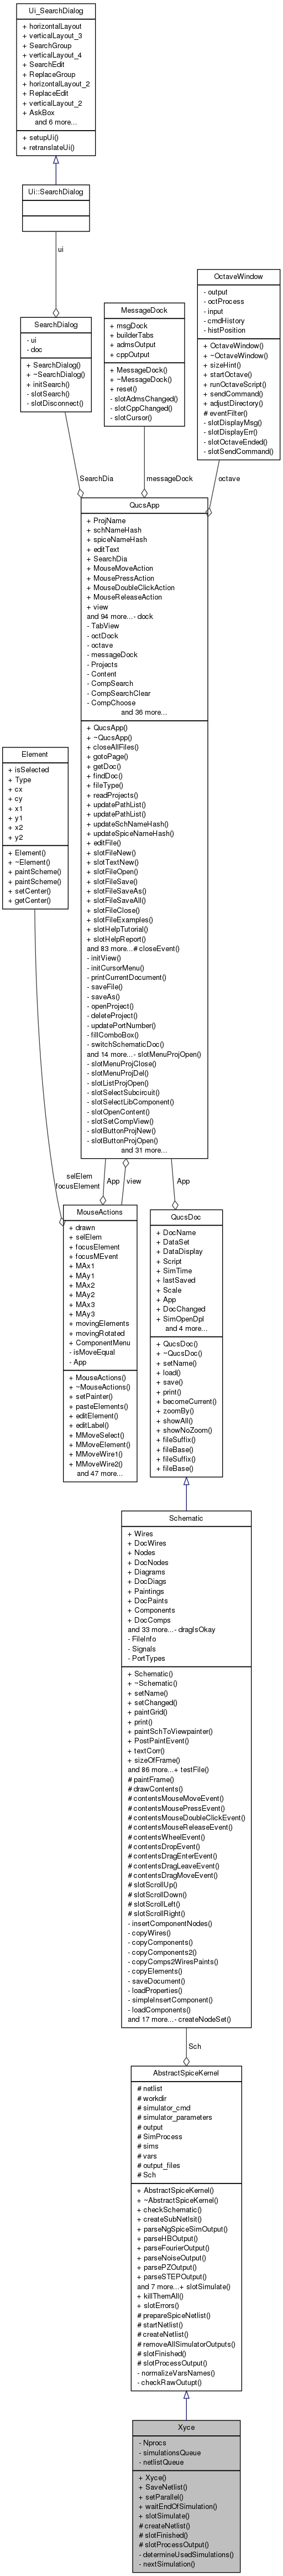 Ui_SearchDialog
+ horizontalLayout
+ verticalLayout_3
+ SearchGroup
+ verticalLayout_4
+ SearchEdit
+ ReplaceGroup
+ horizontalLayout_2
+ ReplaceEdit
+ verticalLayout_2
+ AskBox
and 6 more...
+ setupUi()
+ retranslateUi()
Ui::SearchDialog
ui
SearchDialog
- ui
- doc
+ SearchDialog()
+ ~SearchDialog()
+ initSearch()
- slotSearch()
- slotDisconnect()
MessageDock
+ msgDock
+ builderTabs
+ admsOutput
+ cppOutput
+ MessageDock()
+ ~MessageDock()
+ reset()
- slotAdmsChanged()
- slotCppChanged()
- slotCursor()
OctaveWindow
- output
- octProcess
- input
- cmdHistory
- histPosition
+ OctaveWindow()
+ ~OctaveWindow()
+ sizeHint()
+ startOctave()
+ runOctaveScript()
+ sendCommand()
+ adjustDirectory()
# eventFilter()
- slotDisplayMsg()
- slotDisplayErr()
- slotOctaveEnded()
- slotSendCommand()
SearchDia
messageDock
octave
QucsApp
+ ProjName
+ schNameHash
+ spiceNameHash
+ editText
+ SearchDia
+ MouseMoveAction
+ MousePressAction
+ MouseDoubleClickAction
+ MouseReleaseAction
+ view
and 94 more...- dock
- TabView
- octDock
- octave
- messageDock
- Projects
- Content
- CompSearch
- CompSearchClear
- CompChoose
and 36 more...
+ QucsApp()
+ ~QucsApp()
+ closeAllFiles()
+ gotoPage()
+ getDoc()
+ findDoc()
+ fileType()
+ readProjects()
+ updatePathList()
+ updatePathList()
+ updateSchNameHash()
+ updateSpiceNameHash()
+ editFile()
+ slotFileNew()
+ slotTextNew()
+ slotFileOpen()
+ slotFileSave()
+ slotFileSaveAs()
+ slotFileSaveAll()
+ slotFileClose()
+ slotFileExamples()
+ slotHelpTutorial()
+ slotHelpReport()
and 83 more...# closeEvent()
- initView()
- initCursorMenu()
- printCurrentDocument()
- saveFile()
- saveAs()
- openProject()
- deleteProject()
- updatePortNumber()
- fillComboBox()
- switchSchematicDoc()
and 14 more...- slotMenuProjOpen()
- slotMenuProjClose()
- slotMenuProjDel()
- slotListProjOpen()
- slotSelectSubcircuit()
- slotSelectLibComponent()
- slotOpenContent()
- slotSetCompView()
- slotButtonProjNew()
- slotButtonProjOpen()
and 31 more...
Element
+ isSelected
+ Type
+ cx
+ cy
+ x1
+ y1
+ x2
+ y2
+ Element()
+ ~Element()
+ paintScheme()
+ paintScheme()
+ setCenter()
+ getCenter()
selElem
focusElement
App
view
App
MouseActions
+ drawn
+ selElem
+ focusElement
+ focusMEvent
+ MAx1
+ MAy1
+ MAx2
+ MAy2
+ MAx3
+ MAy3
+ movingElements
+ movingRotated
+ ComponentMenu
- isMoveEqual
- App
+ MouseActions()
+ ~MouseActions()
+ setPainter()
+ pasteElements()
+ editElement()
+ editLabel()
+ MMoveSelect()
+ MMoveElement()
+ MMoveWire1()
+ MMoveWire2()
and 47 more...
QucsDoc
+ DocName
+ DataSet
+ DataDisplay
+ Script
+ SimTime
+ lastSaved
+ Scale
+ App
+ DocChanged
+ SimOpenDpl
and 4 more...
+ QucsDoc()
+ ~QucsDoc()
+ setName()
+ load()
+ save()
+ print()
+ becomeCurrent()
+ zoomBy()
+ showAll()
+ showNoZoom()
+ fileSuffix()
+ fileBase()
+ fileSuffix()
+ fileBase()
Schematic
+ Wires
+ DocWires
+ Nodes
+ DocNodes
+ Diagrams
+ DocDiags
+ Paintings
+ DocPaints
+ Components
+ DocComps
and 33 more...- dragIsOkay
- FileInfo
- Signals
- PortTypes
+ Schematic()
+ ~Schematic()
+ setName()
+ setChanged()
+ paintGrid()
+ print()
+ paintSchToViewpainter()
+ PostPaintEvent()
+ textCorr()
+ sizeOfFrame()
and 86 more...+ testFile()
# paintFrame()
# drawContents()
# contentsMouseMoveEvent()
# contentsMousePressEvent()
# contentsMouseDoubleClickEvent()
# contentsMouseReleaseEvent()
# contentsWheelEvent()
# contentsDropEvent()
# contentsDragEnterEvent()
# contentsDragLeaveEvent()
# contentsDragMoveEvent()
# slotScrollUp()
# slotScrollDown()
# slotScrollLeft()
# slotScrollRight()
- insertComponentNodes()
- copyWires()
- copyComponents()
- copyComponents2()
- copyComps2WiresPaints()
- copyElements()
- saveDocument()
- loadProperties()
- simpleInsertComponent()
- loadComponents()
and 17 more...- createNodeSet()
Sch
AbstractSpiceKernel
# netlist
# workdir
# simulator_cmd
# simulator_parameters
# output
# SimProcess
# sims
# vars
# output_files
# Sch
+ AbstractSpiceKernel()
+ ~AbstractSpiceKernel()
+ checkSchematic()
+ createSubNetlsit()
+ parseNgSpiceSimOutput()
+ parseHBOutput()
+ parseFourierOutput()
+ parseNoiseOutput()
+ parsePZOutput()
+ parseSTEPOutput()
and 7 more...+ slotSimulate()
+ killThemAll()
+ slotErrors()
# prepareSpiceNetlist()
# startNetlist()
# createNetlist()
# removeAllSimulatorOutputs()
# slotFinished()
# slotProcessOutput()
- normalizeVarsNames()
- checkRawOutupt()
Xyce
- Nprocs
- simulationsQueue
- netlistQueue
+ Xyce()
+ SaveNetlist()
+ setParallel()
+ waitEndOfSimulation()
+ slotSimulate()
# createNetlist()
# slotFinished()
# slotProcessOutput()
- determineUsedSimulations()
- nextSimulation()